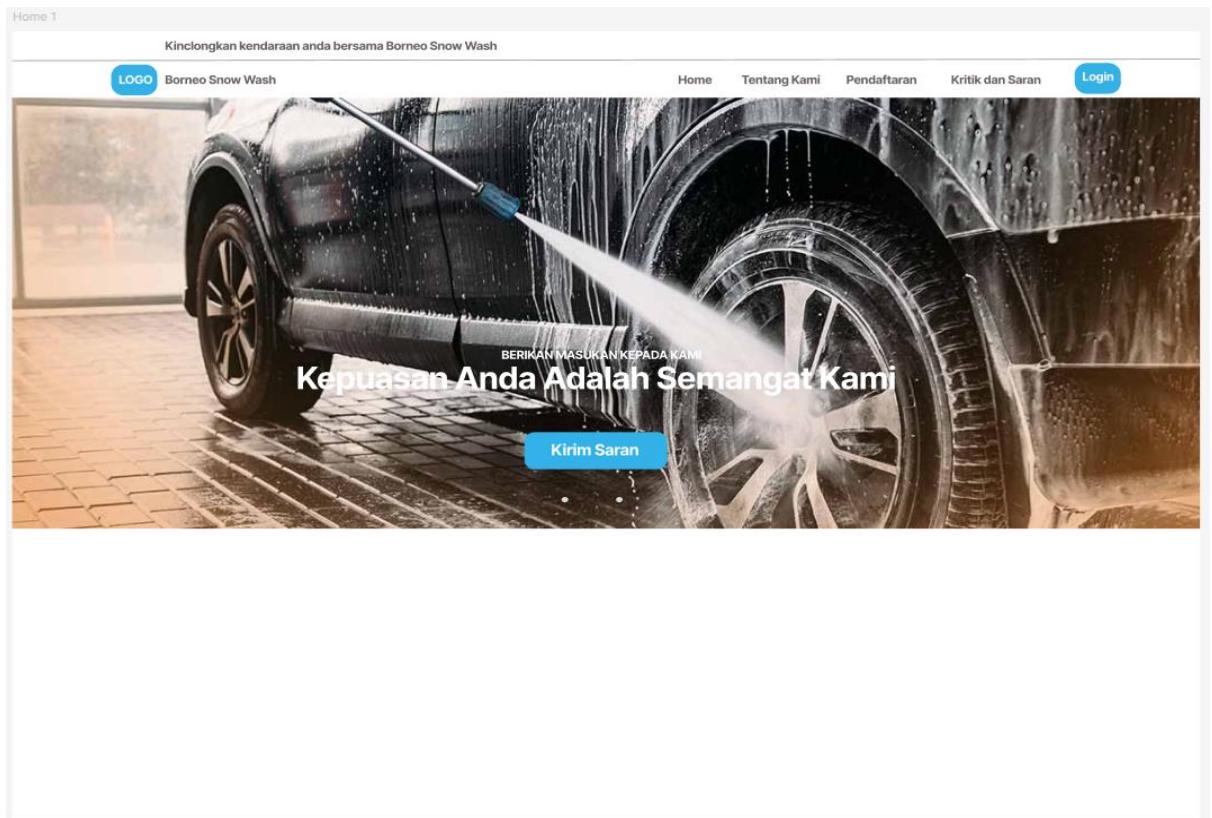 Home 1
Kinclongkan kendaraan anda bersama Borneo Snow Wash
LOGO Borneo Snow Wash Home Tentang Kami Pendaftaran Kritik dan Saran Login
BERIKAN MASUKAN KEPADA KAMI
Kepuasan Anda Adalah Semangat Kami
Kirim Saran